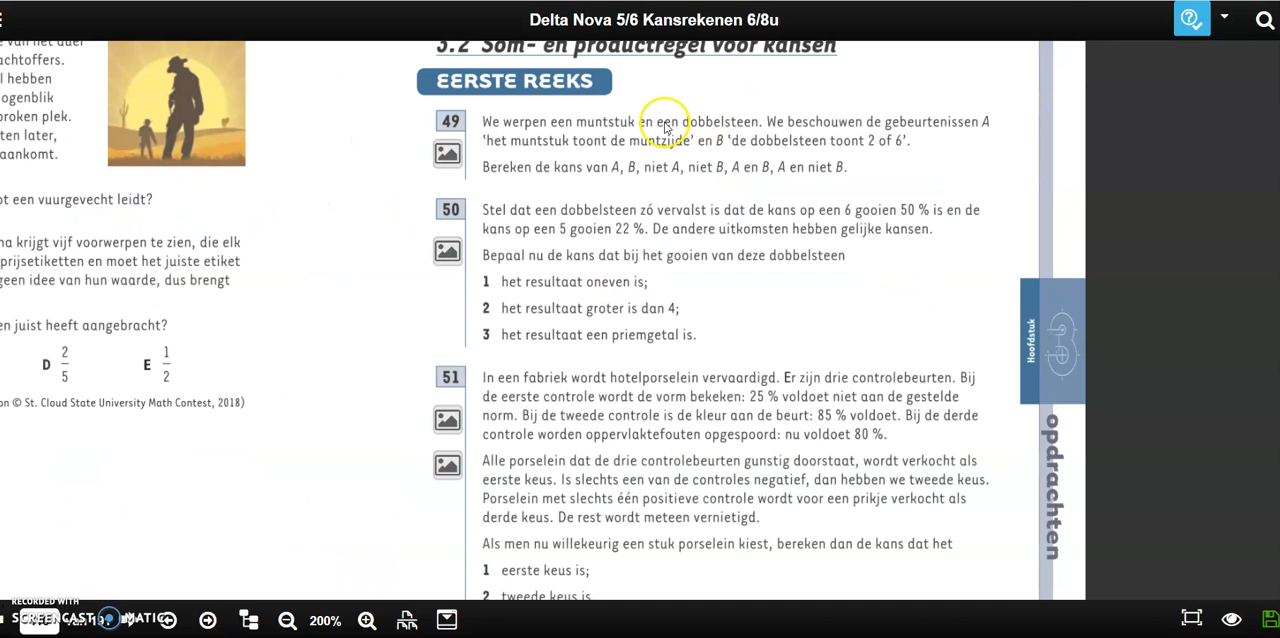 Delta Nova 5/6 Kansrekenen 6/8u
3.2 Som- en productregel voor kansen
EERSTE REEKS
achtoffers.
l hebben
ogenblik
broken plek.
ten later,
aankomt.
ot een vuurgevecht leidt?
na krijgt vijf voorwerpen te zien, die elk
prijsetiketten en moet het juiste etiket
geen idee van hun waarde, dus brengt
en juist heeft aangebracht?
D 2/5 E 1/2
on © St. Cloud State University Math Contest, 2018)
49 We werpen een muntstuk en een dobbelsteen. We beschouwen de gebeurtenissen A
'het muntstuk toont de muntzijde' en B 'de dobbelsteen toont 2 of 6'.
Bereken de kans van A, B, niet A, niet B, A en B, A en niet B.
50 Stel dat een dobbelsteen zó vervalst is dat de kans op een 6 gooien 50 % is en de
kans op een 5 gooien 22 %. De andere uitkomsten hebben gelijke kansen.
Bepaal nu de kans dat bij het gooien van deze dobbelsteen
1 het resultaat oneven is;
2 het resultaat groter is dan 4;
3 het resultaat een priemgetal is.
51 In een fabriek wordt hotelporselein vervaardigd. Er zijn drie controlebeurten. Bij
de eerste controle wordt de vorm bekeken: 25 % voldoet niet aan de gestelde
norm. Bij de tweede controle is de kleur aan de beurt: 85 % voldoet. Bij de derde
controle worden oppervlaktefouten opgespoord: nu voldoet 80 %.
Alle porselein dat de drie controlebeurten gunstig doorstaat, wordt verkocht als
eerste keus. Is slechts een van de controles negatief, dan hebben we tweede keus.
Porselein met slechts één positieve controle wordt voor een prikje verkocht als
derde keus. De rest wordt meteen vernietigd.
Als men nu willekeurig een stuk porselein kiest, bereken dan de kans dat het
1 eerste keus is;
2 tweede keus is
Hoofdstuk
opdrachten
RECORDED WITH
SCREENCAST MATIC
200%